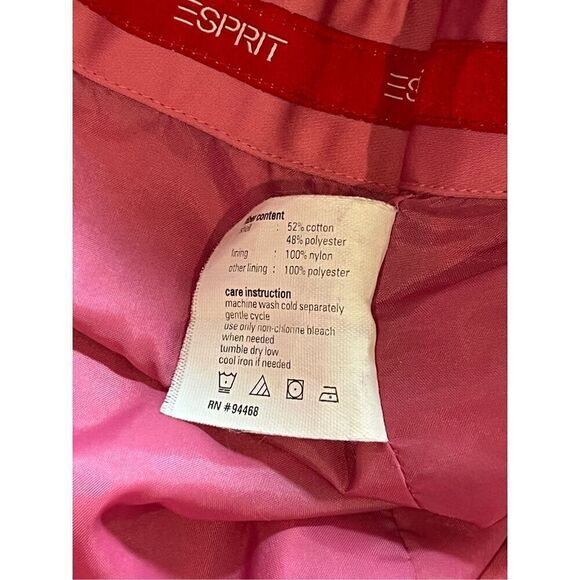 ESPRIT ES
content
shell : 52% cotton
48% polyester
lining : 100% nylon
other lining : 100% polyester
care instruction
machine wash cold separately
gentle cycle
use only non-chlorine bleach
when needed
tumble dry low
cool iron if needed
RN #94468